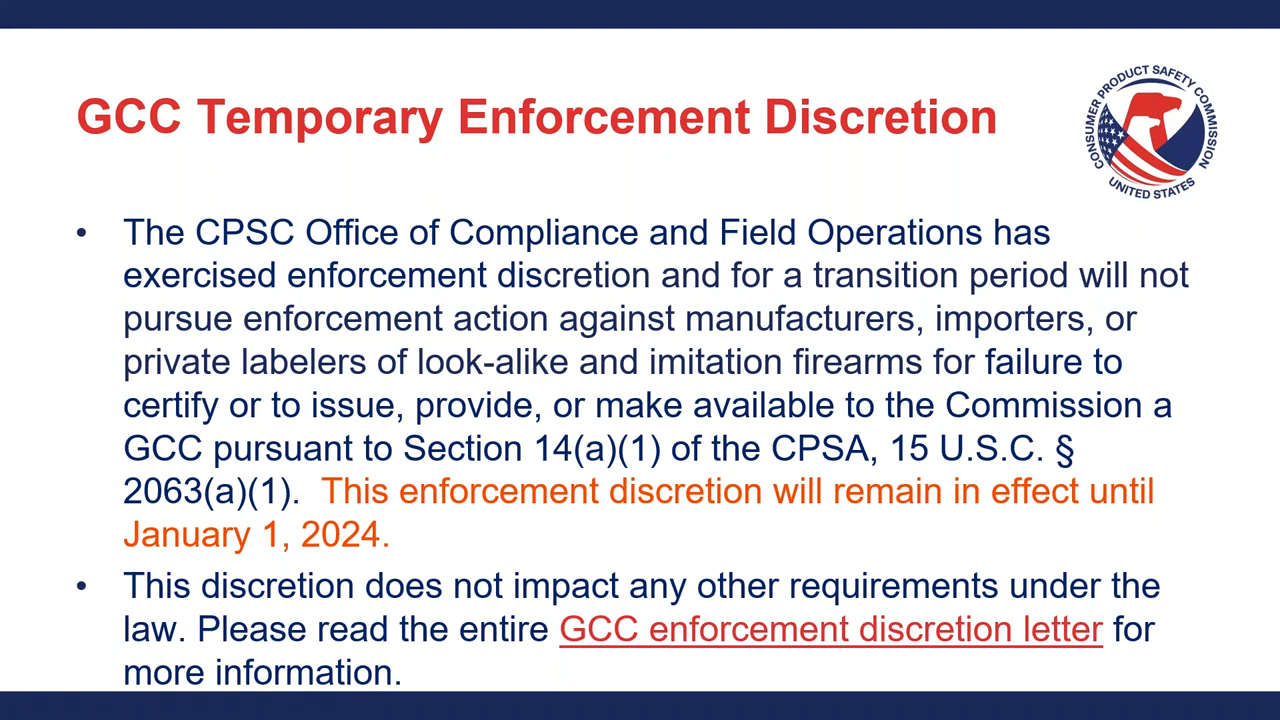 GCC Temporary Enforcement Discretion
CONSUMER PRODUCT SAFETY COMMISSION
UNITED STATES
• The CPSC Office of Compliance and Field Operations has
exercised enforcement discretion and for a transition period will not
pursue enforcement action against manufacturers, importers, or
private labelers of look-alike and imitation firearms for failure to
certify or to issue, provide, or make available to the Commission a
GCC pursuant to Section 14(a)(1) of the CPSA, 15 U.S.C. §
2063(a)(1). This enforcement discretion will remain in effect until
January 1, 2024.
• This discretion does not impact any other requirements under the
law. Please read the entire GCC enforcement discretion letter for
more information.